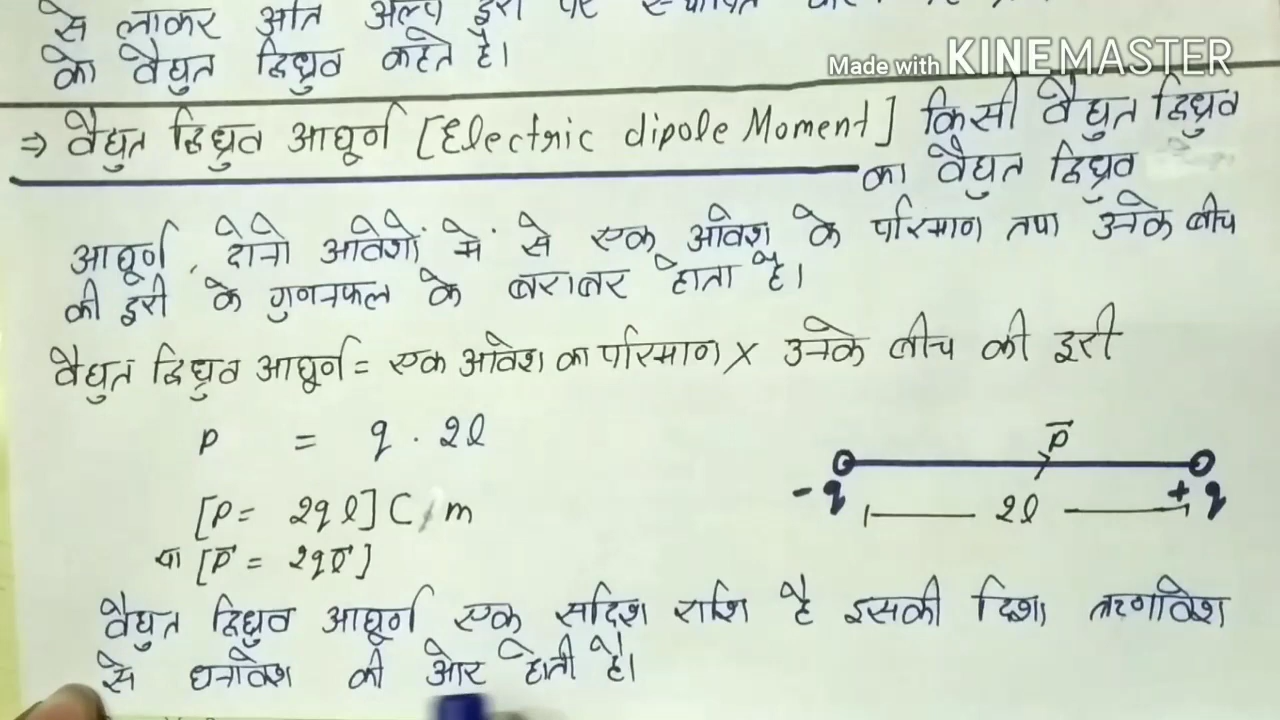 से लाकर अति अल्प दूरी पर
को वैद्युत द्विध्रुव कहते है।
Made with KINEMASTER
⇒ वैद्युत द्विध्रुव आघूर्ण [Electric dipole Moment] किसी वैद्युत द्विध्रुव
का वैद्युत द्विध्रुव
आघूर्ण, दोनो आवेशों में से एक आवेश के परिमाण तथा उनके बीच
की दूरी के गुणनफल के बराबर होता है।
वैद्युत द्विध्रुव आघूर्ण = एक आवेश का परिमाण x उनके बीच की दूरी
p = q . 2l
[p = 2ql] C m
या [p⃗ = 2ql⃗]
p⃗
- q + q
2l
वैद्युत द्विध्रुव आघूर्ण एक सदिश राशि है इसकी दिशा ऋणावेश
से धनावेश की ओर होती है।